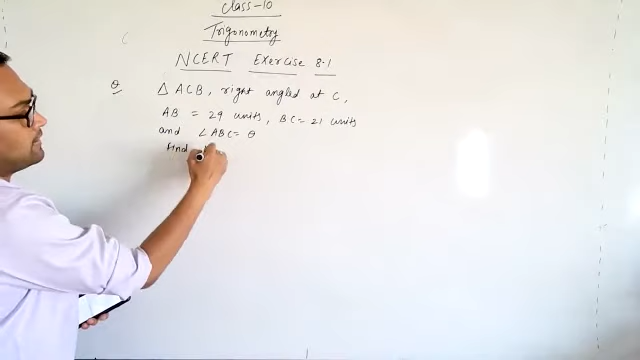 Class-10
Trigonometry
NCERT Exercise 8.1
Q △ ACB, right angled at C,
AB = 29 units, BC = 21 units
and ∠ABC = θ
find